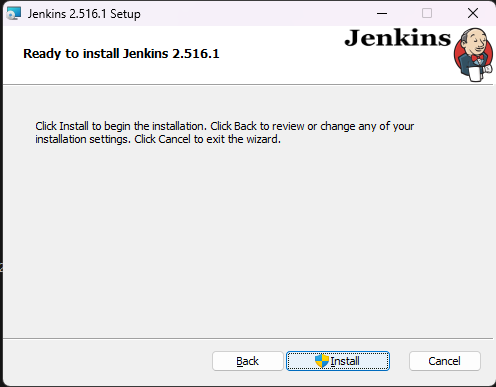 Jenkins 2.516.1 Setup
Jenkins
Ready to install Jenkins 2.516.1
Click Install to begin the installation. Click Back to review or change any of your
installation settings. Click Cancel to exit the wizard.
2
Back
Install
Cancel